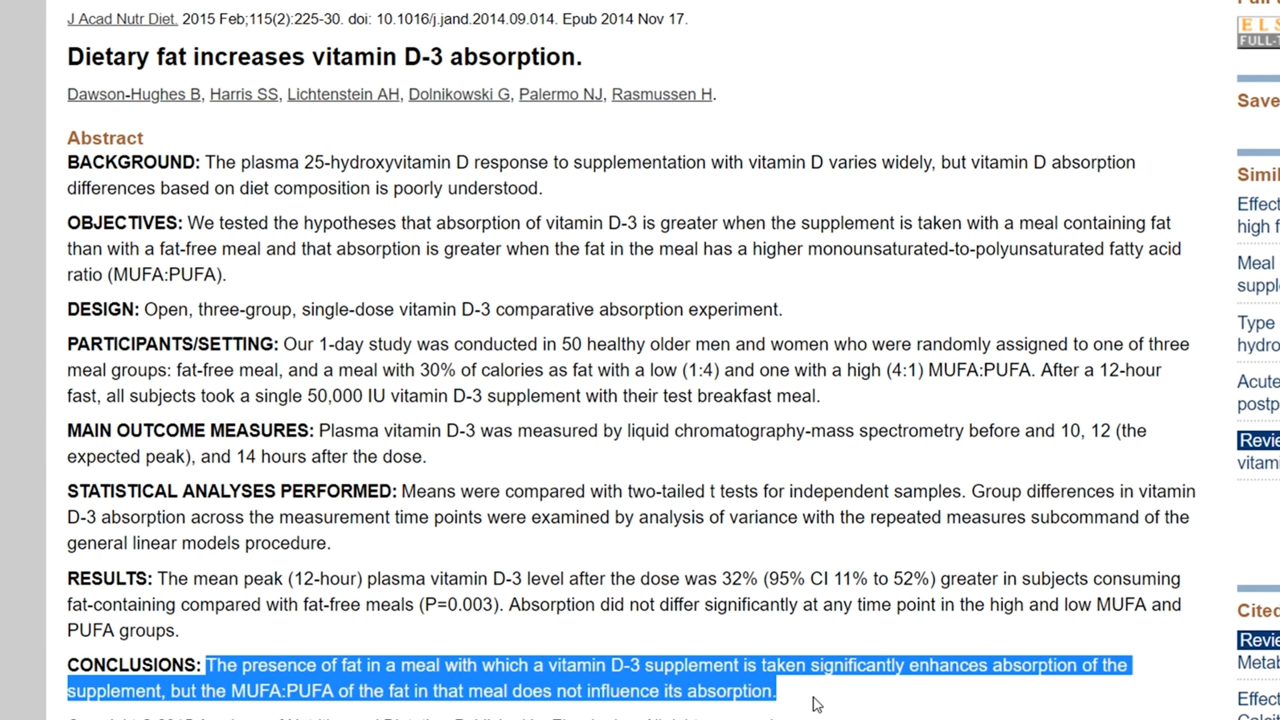 J Acad Nutr Diet. 2015 Feb;115(2):225-30. doi: 10.1016/j.jand.2014.09.014. Epub 2014 Nov 17.
Dietary fat increases vitamin D-3 absorption.
Dawson-Hughes B, Harris SS, Lichtenstein AH, Dolnikowski G, Palermo NJ, Rasmussen H.
Abstract
BACKGROUND: The plasma 25-hydroxyvitamin D response to supplementation with vitamin D varies widely, but vitamin D absorption
differences based on diet composition is poorly understood.
OBJECTIVES: We tested the hypotheses that absorption of vitamin D-3 is greater when the supplement is taken with a meal containing fat
than with a fat-free meal and that absorption is greater when the fat in the meal has a higher monounsaturated-to-polyunsaturated fatty acid
ratio (MUFA:PUFA).
DESIGN: Open, three-group, single-dose vitamin D-3 comparative absorption experiment.
PARTICIPANTS/SETTING: Our 1-day study was conducted in 50 healthy older men and women who were randomly assigned to one of three
meal groups: fat-free meal, and a meal with 30% of calories as fat with a low (1:4) and one with a high (4:1) MUFA:PUFA. After a 12-hour
fast, all subjects took a single 50,000 IU vitamin D-3 supplement with their test breakfast meal.
MAIN OUTCOME MEASURES: Plasma vitamin D-3 was measured by liquid chromatography-mass spectrometry before and 10, 12 (the
expected peak), and 14 hours after the dose.
STATISTICAL ANALYSES PERFORMED: Means were compared with two-tailed t tests for independent samples. Group differences in vitamin
D-3 absorption across the measurement time points were examined by analysis of variance with the repeated measures subcommand of the
general linear models procedure.
RESULTS: The mean peak (12-hour) plasma vitamin D-3 level after the dose was 32% (95% CI 11% to 52%) greater in subjects consuming
fat-containing compared with fat-free meals (P=0.003). Absorption did not differ significantly at any time point in the high and low MUFA and
PUFA groups.
CONCLUSIONS: The presence of fat in a meal with which a vitamin D-3 supplement is taken significantly enhances absorption of the
supplement, but the MUFA:PUFA of the fat in that meal does not influence its absorption.
ELS
FULL-T
Save
Simil
Effect
high f
Meal
supple
Type
hydro
Acute
postp
Revie
vitami
Cited
Revie
Metab
Effect